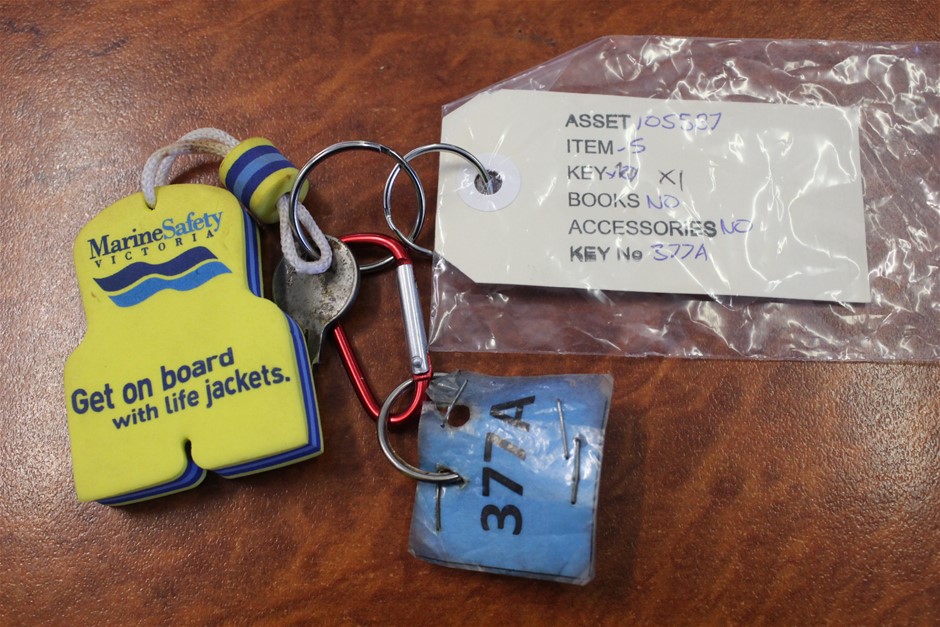 MarineSafety
VICTORIA
Get on board
with life jackets.
ASSET 105587
ITEM - 5
KEY X1
BOOKS NO
ACCESSORIES NO
KEY No 377A
377A